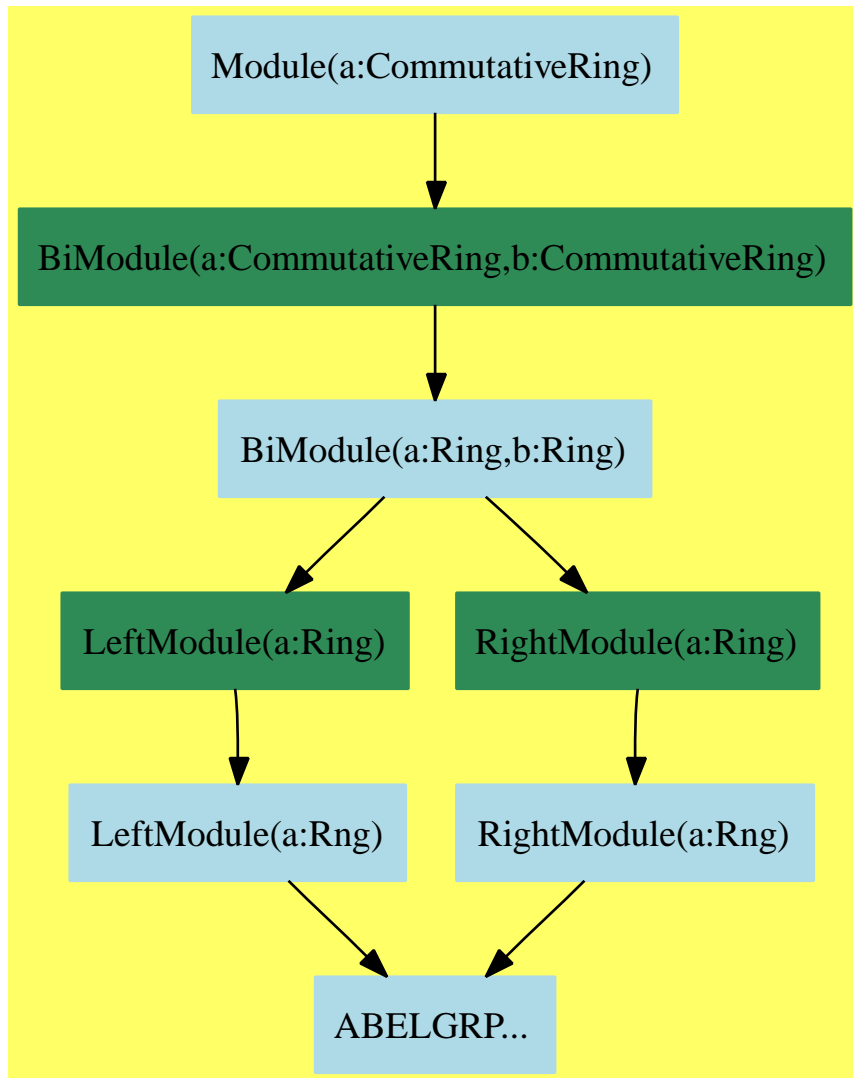 Module(a:CommutativeRing)
BiModule(a:CommutativeRing,b:CommutativeRing)
BiModule(a:Ring,b:Ring)
LeftModule(a:Ring)
RightModule(a:Ring)
LeftModule(a:Rng)
RightModule(a:Rng)
ABELGRP...